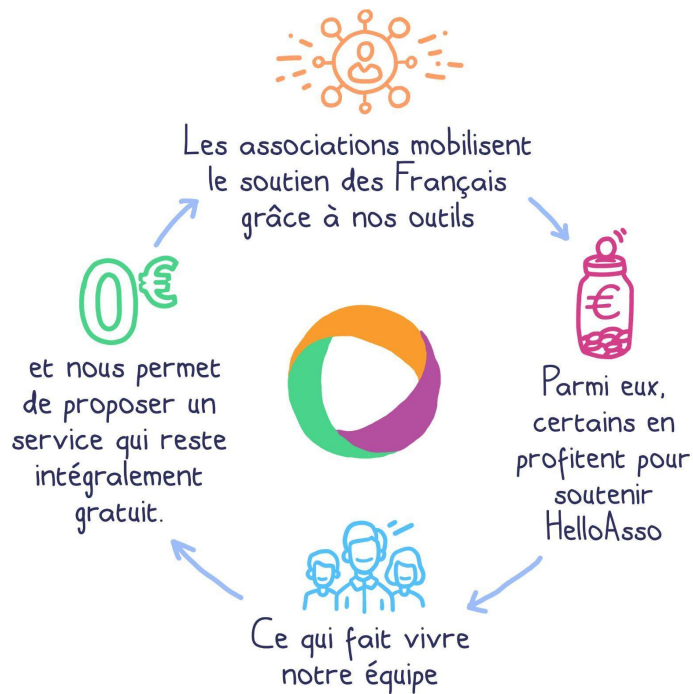 Les associations mobilisent
le soutien des Français
grâce à nos outils
€
Parmi eux,
certains en
profitent pour
soutenir
HelloAsso
Ce qui fait vivre
notre équipe
0€
et nous permet
de proposer un
service qui reste
intégralement
gratuit.